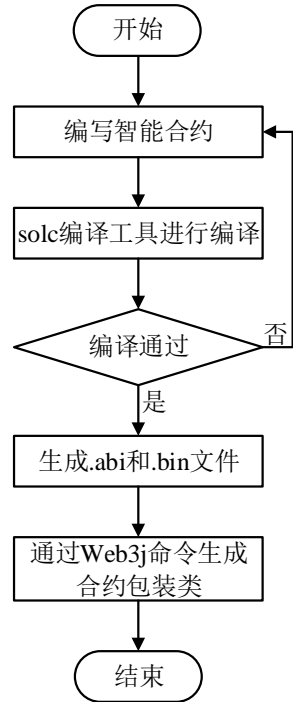 开始
编写智能合约
solc编译工具进行编译
编译通过
否
是
生成.abi和.bin文件
通过Web3j命令生成
合约包装类
结束